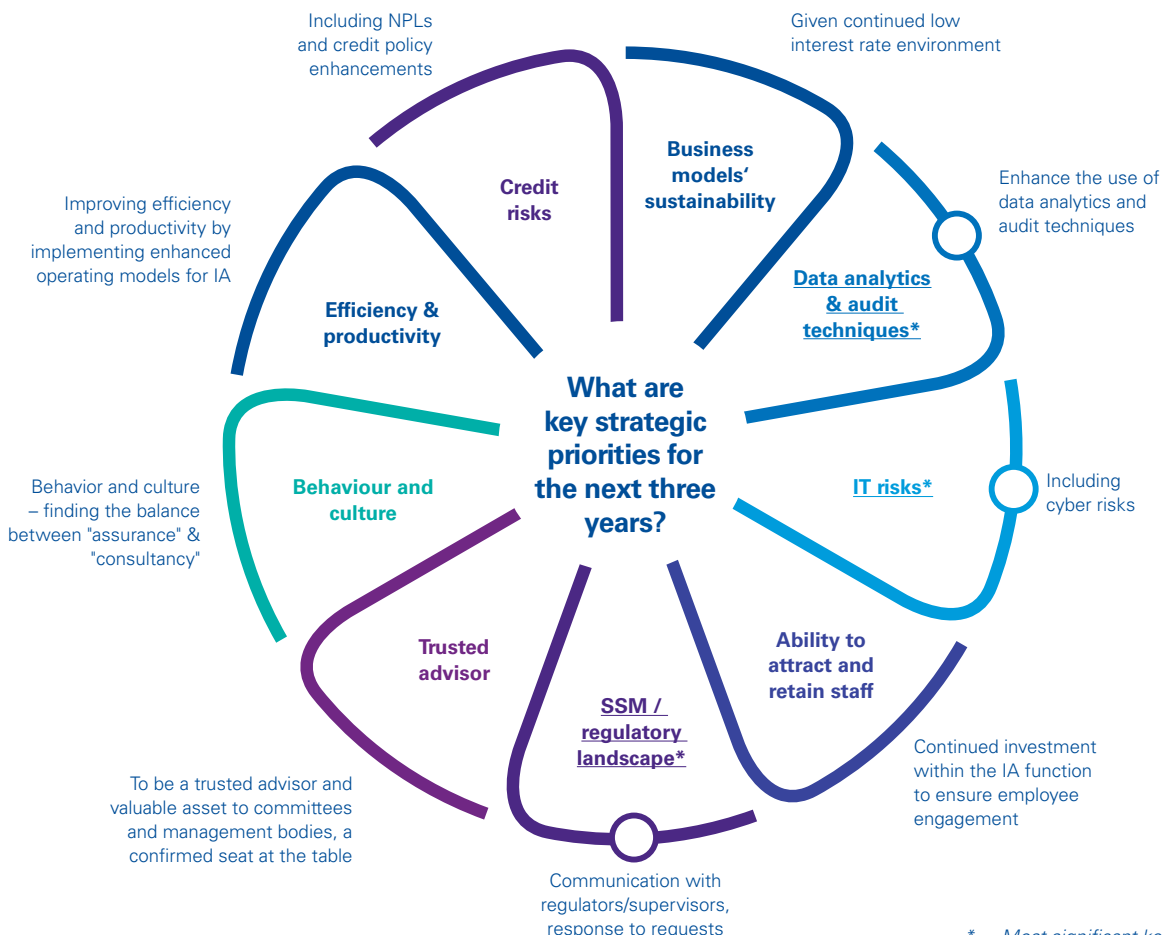 Including NPLs
and credit policy
enhancements
Given continued low
interest rate environment
Credit
risks
Business
models‘
sustainability
Enhance the use of
data analytics and
audit techniques
Improving efficiency
and productivity by
implementing enhanced
operating models for IA
Efficiency &
productivity
Data analytics
& audit
techniques*
What are
key strategic
priorities for
the next three
years?
Behavior and culture
– finding the balance
between "assurance" &
"consultancy"
Behaviour and
culture
IT risks*
Including
cyber risks
Trusted
advisor
SSM /
regulatory
landscape*
Ability to
attract and
retain staff
Continued investment
within the IA function
to ensure employee
engagement
To be a trusted advisor and
valuable asset to committees
and management bodies, a
confirmed seat at the table
Communication with
regulators/supervisors,
response to requests
* Most significant